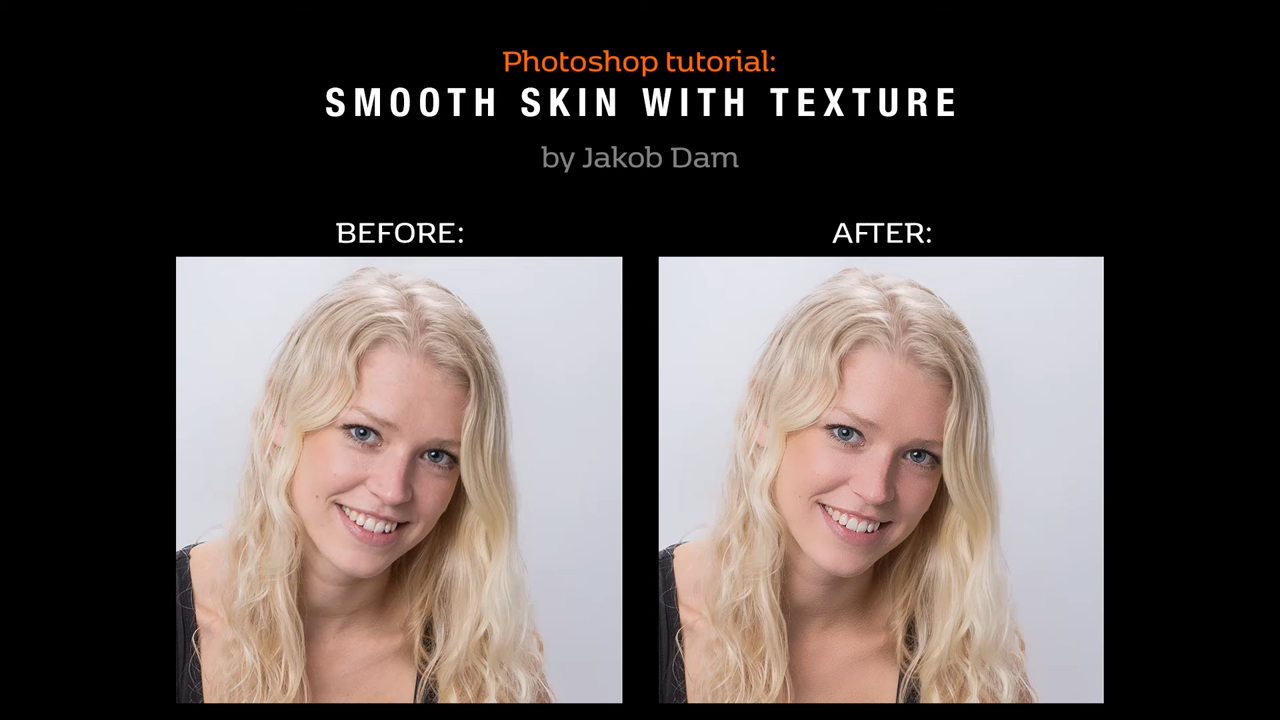 Photoshop tutorial:
SMOOTH SKIN WITH TEXTURE
by Jakob Dam
BEFORE:
AFTER: